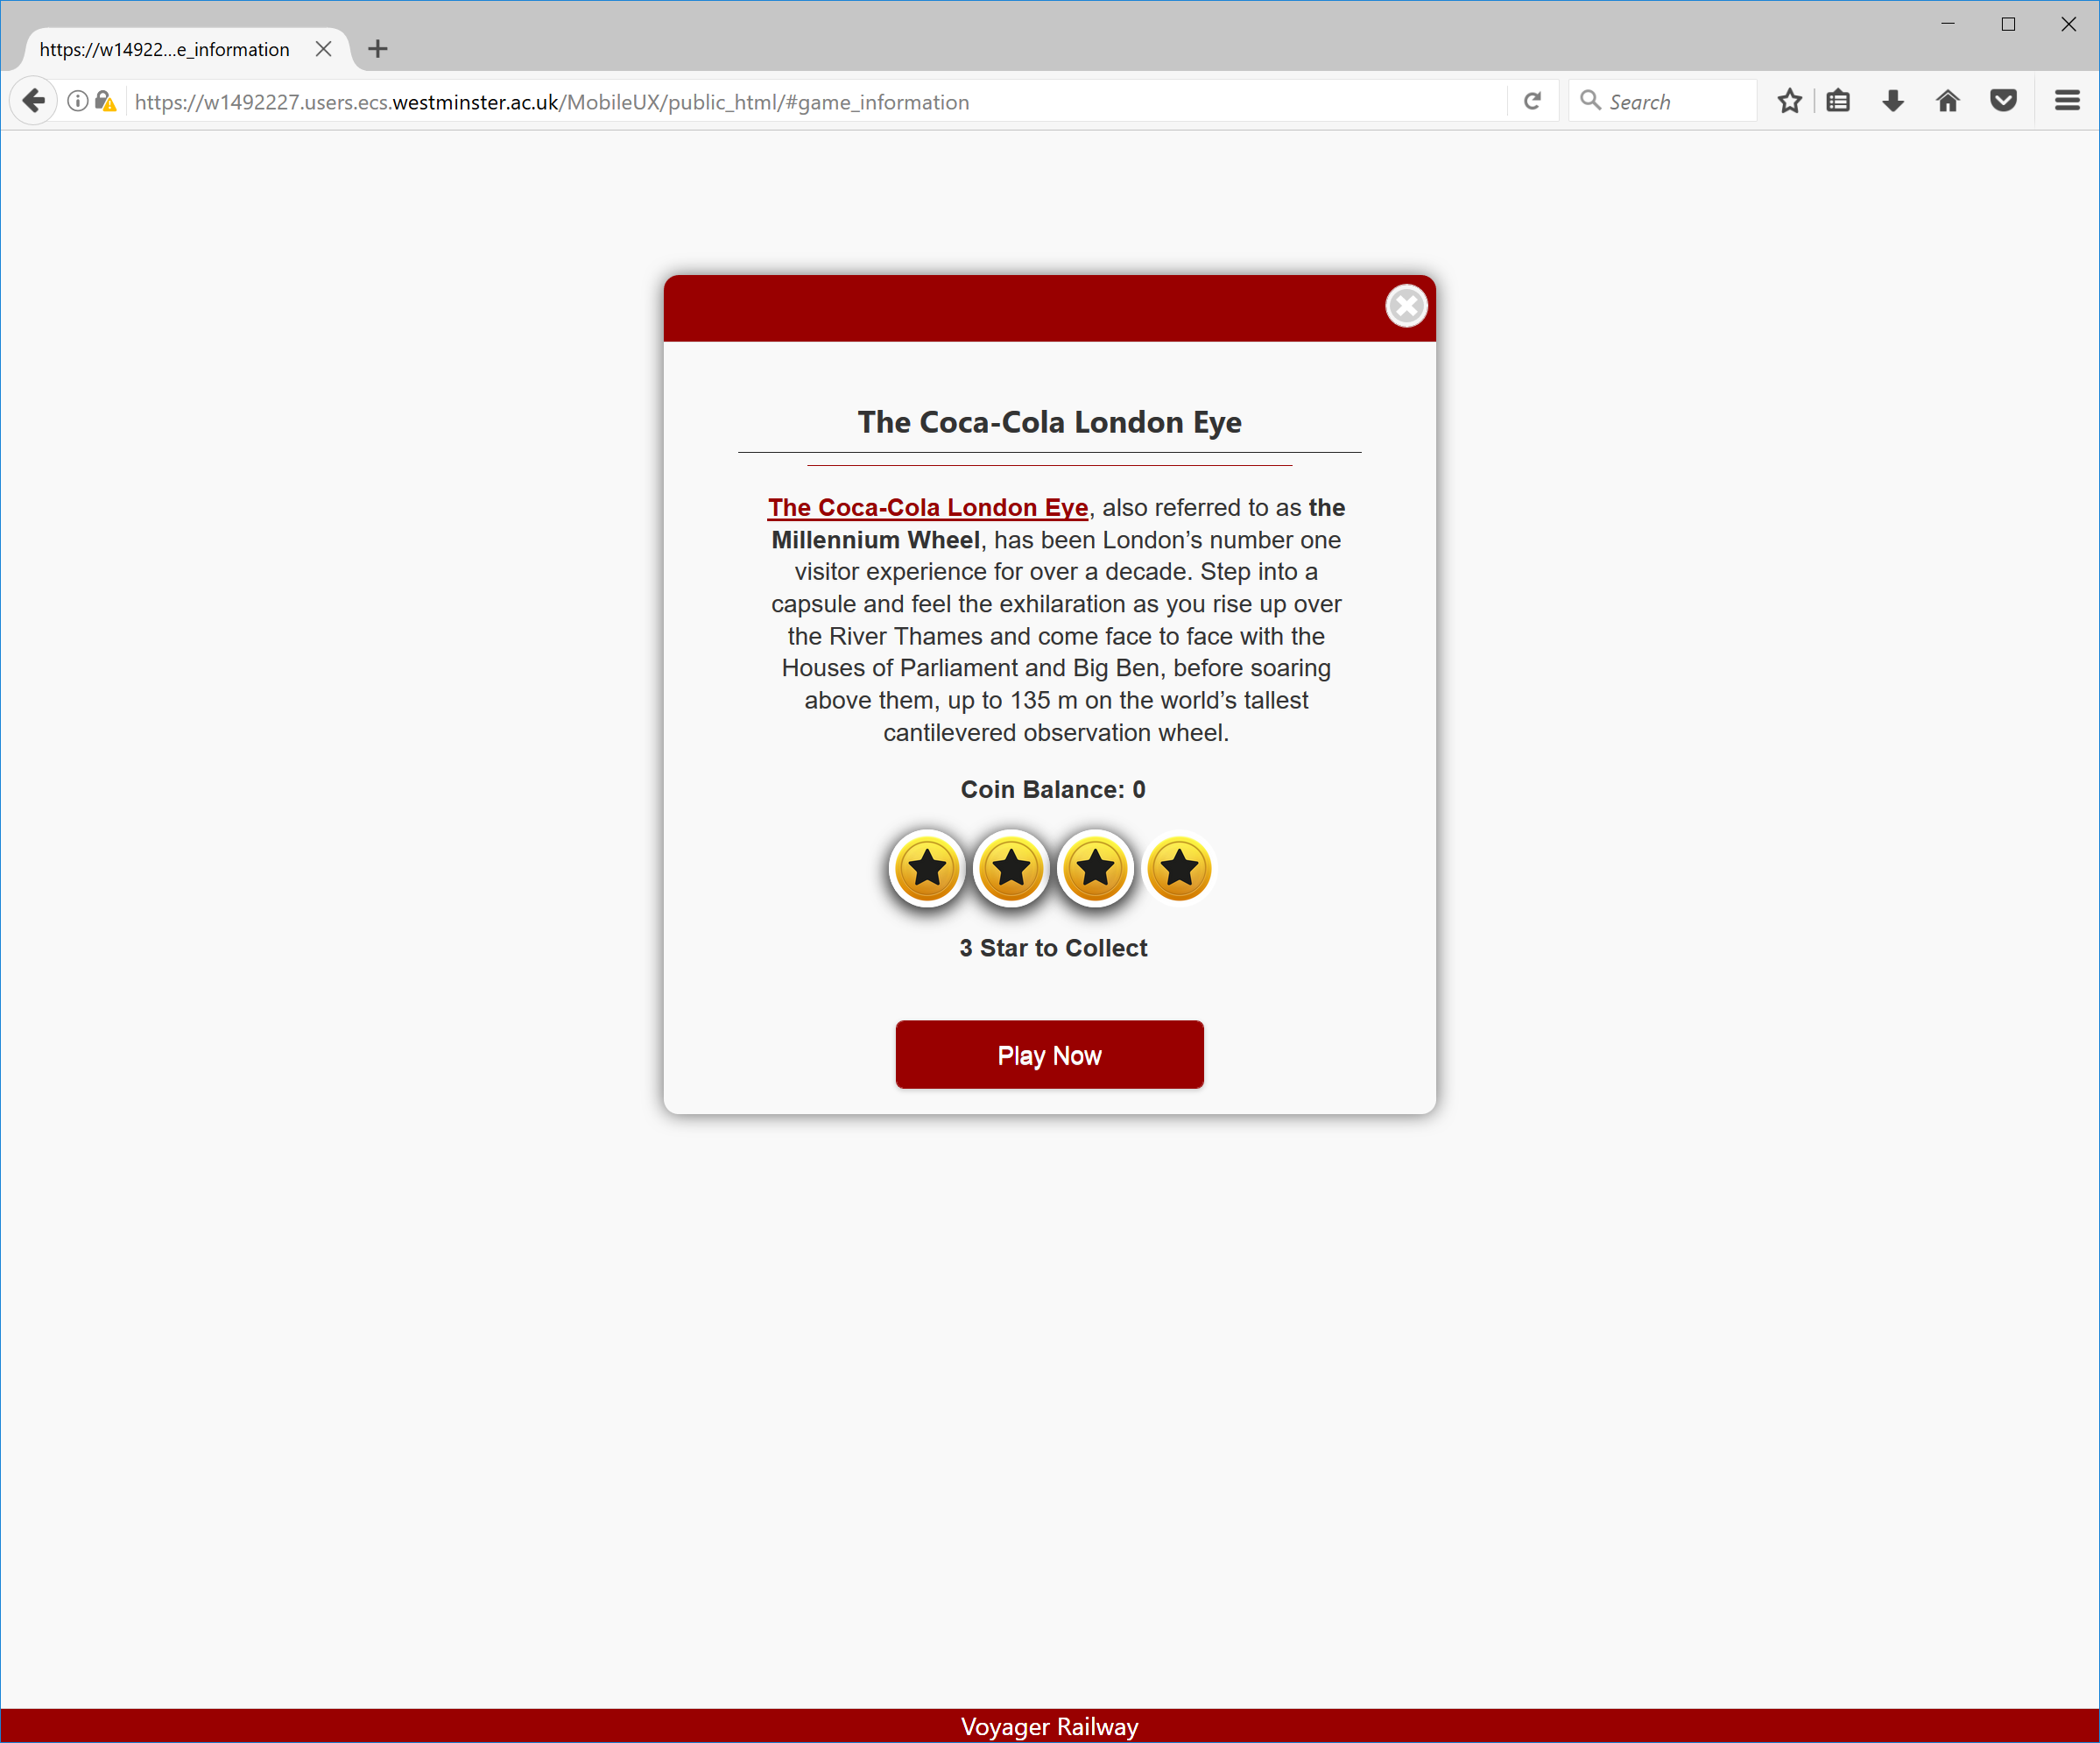 https://w14922...e_information
https://w1492227.users.ecs.westminster.ac.uk/MobileUX/public_html/#game_information
Search
The Coca-Cola London Eye
The Coca-Cola London Eye, also referred to as the
Millennium Wheel, has been London’s number one
visitor experience for over a decade. Step into a
capsule and feel the exhilaration as you rise up over
the River Thames and come face to face with the
Houses of Parliament and Big Ben, before soaring
above them, up to 135 m on the world’s tallest
cantilevered observation wheel.
Coin Balance: 0
3 Star to Collect
Play Now
Voyager Railway